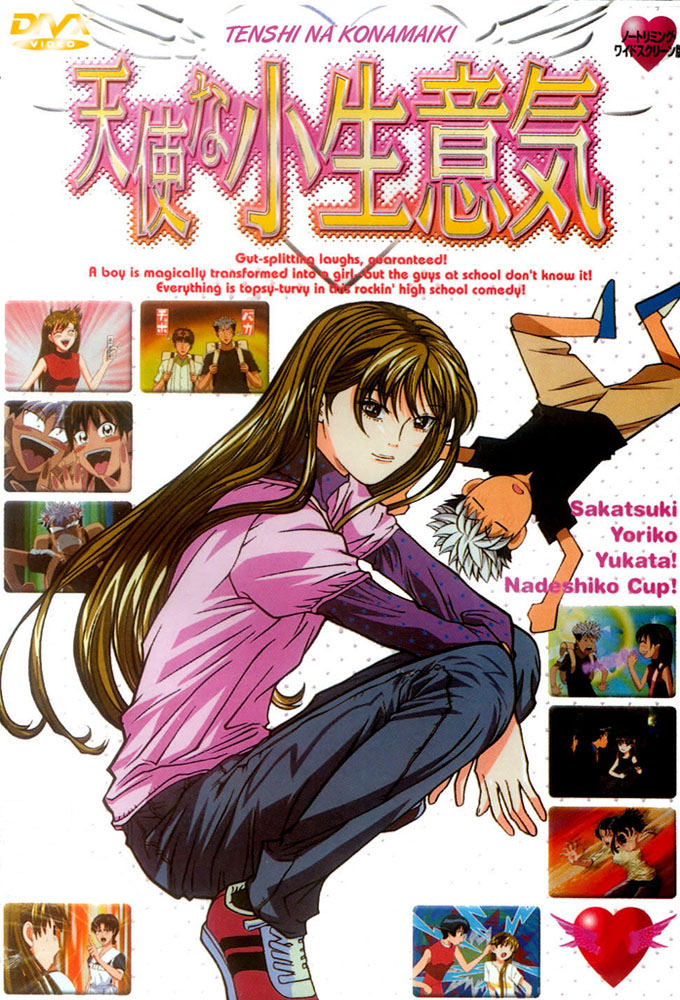 DIVX
VIDEO
TENSHI NA KONAMAIKI
ノートリミング・
ワイドスクリーン版
天使な小生意気
Gut-splitting laughs, guaranteed!
A boy is magically transformed into a girl, but the guys at school don't know it!
Everything is topsy-turvy in this rockin' high school comedy!
チホ
バカ
Sakatsuki
Yoriko
Yukata!
Nadeshiko Cup!